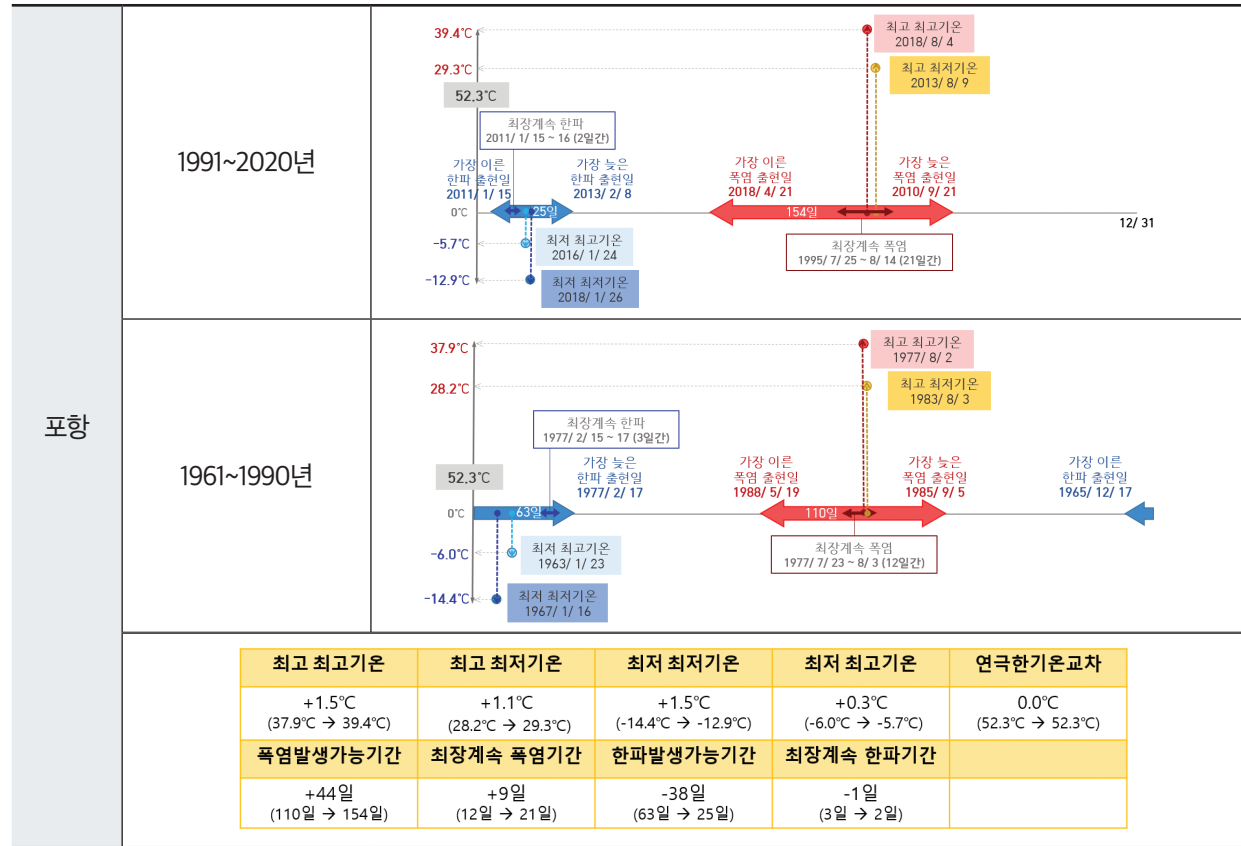 포항
1991~2020년
39.4℃
29.3℃
52.3℃
0℃
-5.7℃
-12.9℃
최고 최고기온
2018/ 8/ 4
최고 최저기온
2013/ 8/ 9
최장계속 한파
2011/ 1/ 15 ~ 16 (2일간)
가장 이른
한파 출현일
2011/ 1/ 15
가장 늦은
한파 출현일
2013/ 2/ 8
가장 이른
폭염 출현일
2018/ 4/ 21
가장 늦은
폭염 출현일
2010/ 9/ 21
25일
154일
12/ 31
최저 최고기온
2016/ 1/ 24
최저 최저기온
2018/ 1/ 26
최장계속 폭염
1995/ 7/ 25 ~ 8/ 14 (21일간)
1961~1990년
37.9℃
28.2℃
52.3℃
0℃
-6.0℃
-14.4℃
최고 최고기온
1977/ 8/ 2
최고 최저기온
1983/ 8/ 3
최장계속 한파
1977/ 2/ 15 ~ 17 (3일간)
가장 늦은
한파 출현일
1977/ 2/ 17
가장 이른
폭염 출현일
1988/ 5/ 19
가장 늦은
폭염 출현일
1985/ 9/ 5
가장 이른
한파 출현일
1965/ 12/ 17
63일
110일
최저 최고기온
1963/ 1/ 23
최저 최저기온
1967/ 1/ 16
최장계속 폭염
1977/ 7/ 23 ~ 8/ 3 (12일간)
최고 최고기온 최고 최저기온 최저 최저기온 최저 최고기온 연극한기온교차
+1.5℃ +1.1℃ +1.5℃ +0.3℃ 0.0℃
(37.9℃ → 39.4℃) (28.2℃ → 29.3℃) (-14.4℃ → -12.9℃) (-6.0℃ → -5.7℃) (52.3℃ → 52.3℃)
폭염발생가능기간 최장계속 폭염기간 한파발생가능기간 최장계속 한파기간
+44일 +9일 -38일 -1일
(110일 → 154일) (12일 → 21일) (63일 → 25일) (3일 → 2일)